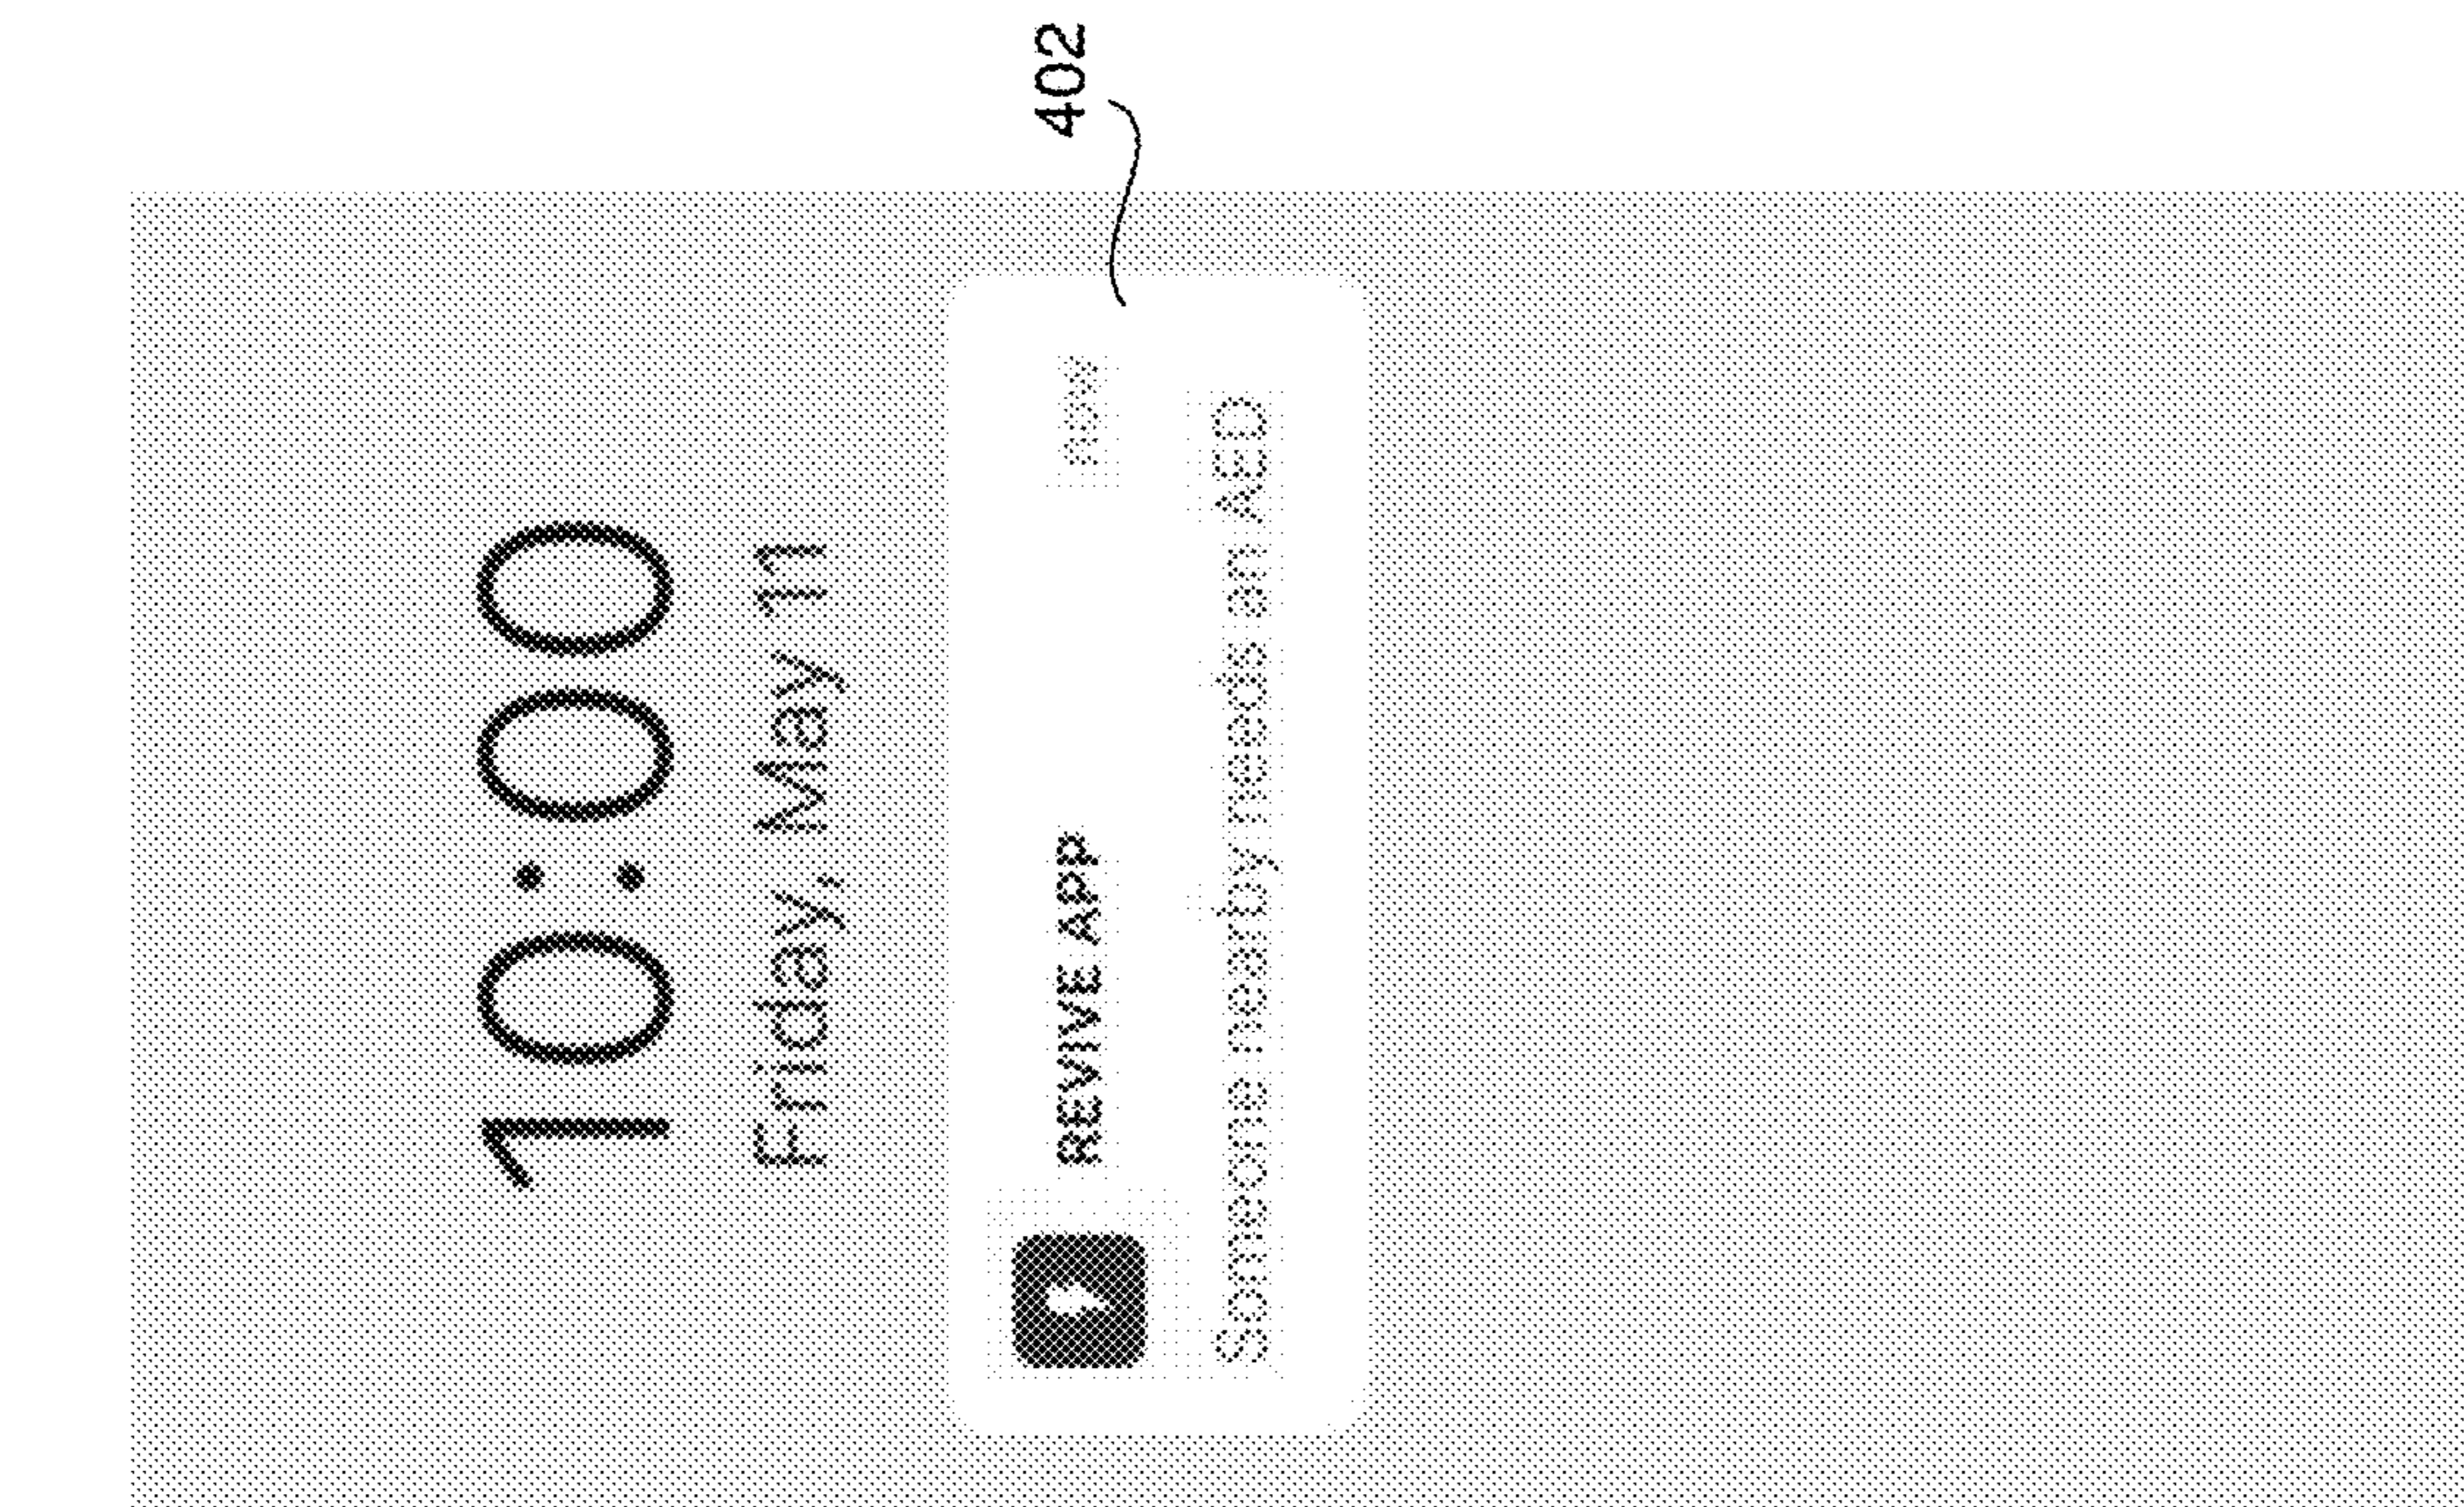 10:00
Friday, May 11
REVIVE APP now
Someone nearby needs an AED
402